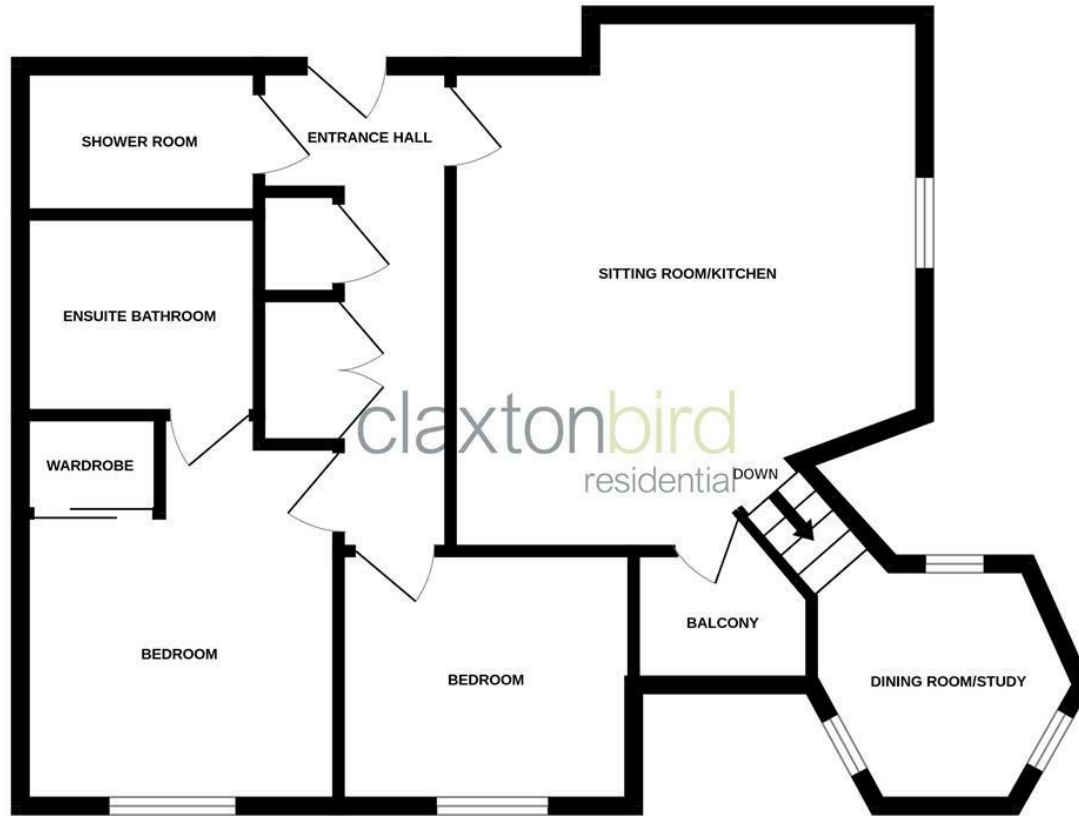 SHOWER ROOM
ENTRANCE HALL
SITTING ROOM/KITCHEN
ENSUITE BATHROOM
claxtonbird
residential
WARDROBE
DOWN
BALCONY
BEDROOM
BEDROOM
DINING ROOM/STUDY